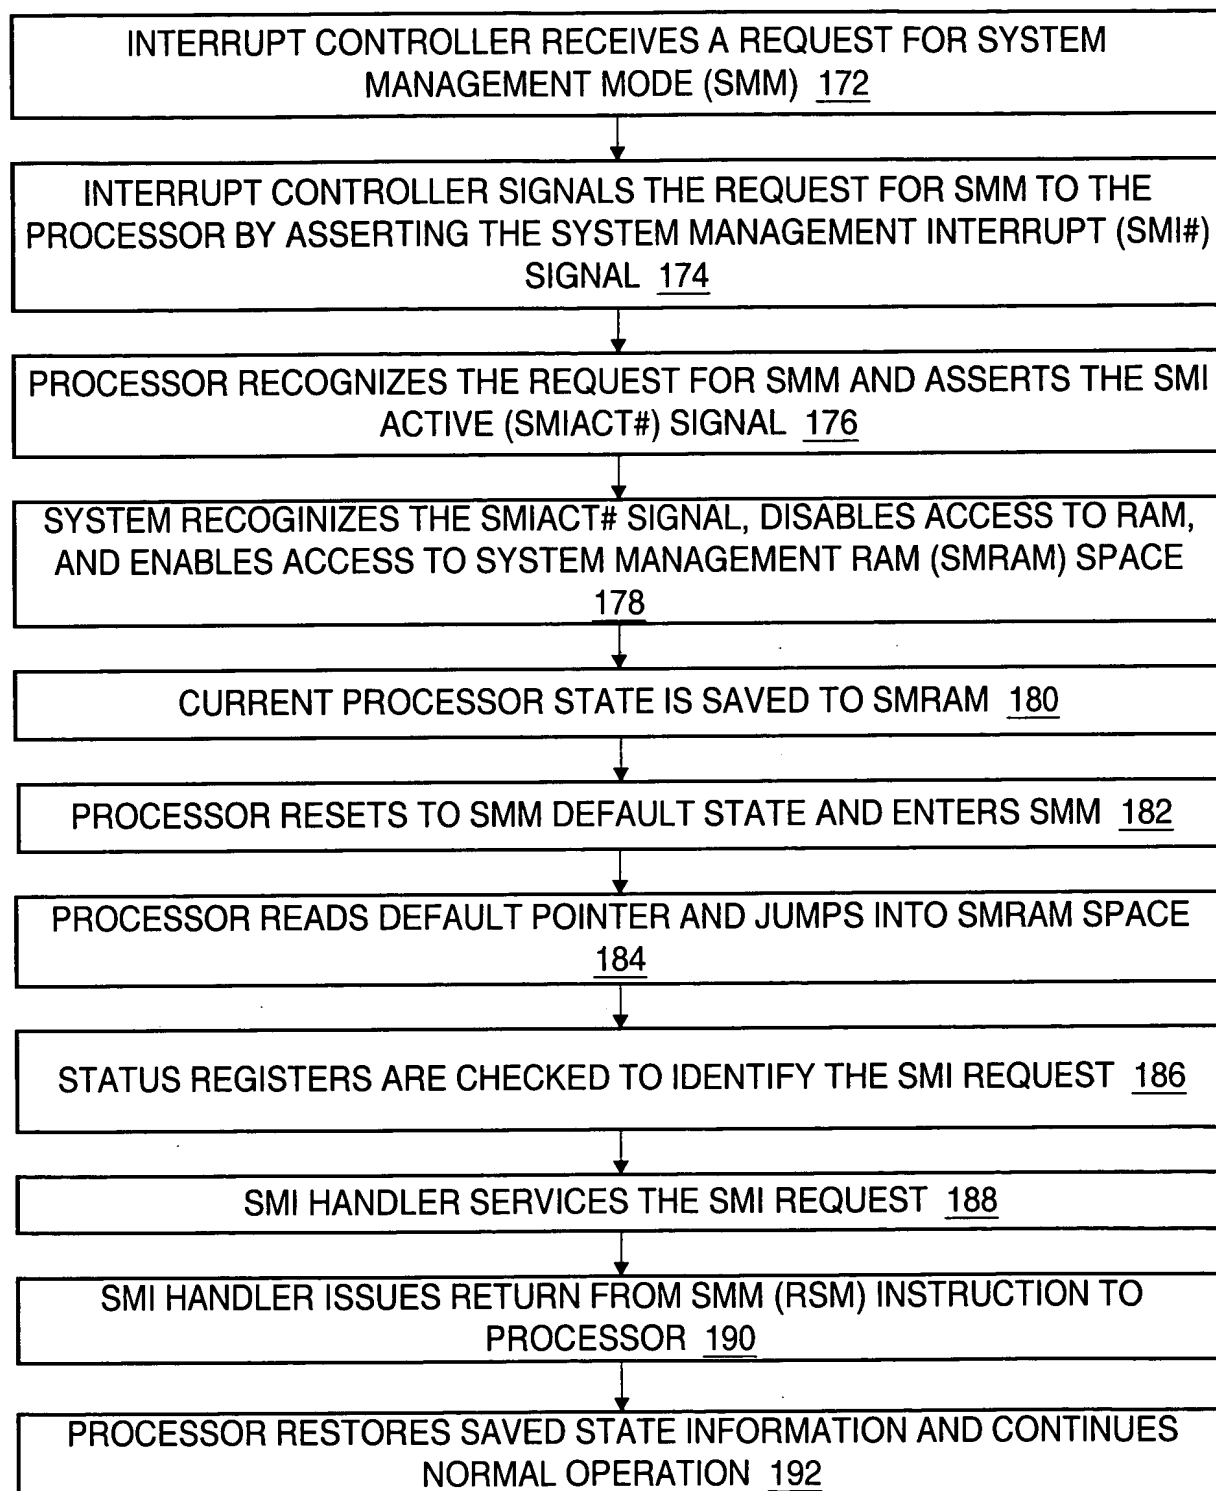 INTERRUPT CONTROLLER RECEIVES A REQUEST FOR SYSTEM
MANAGEMENT MODE (SMM) 172
INTERRUPT CONTROLLER SIGNALS THE REQUEST FOR SMM TO THE
PROCESSOR BY ASSERTING THE SYSTEM MANAGEMENT INTERRUPT (SMI#)
SIGNAL 174
PROCESSOR RECOGNIZES THE REQUEST FOR SMM AND ASSERTS THE SMI
ACTIVE (SMIACT#) SIGNAL 176
SYSTEM RECOGINIZES THE SMIACT# SIGNAL, DISABLES ACCESS TO RAM,
AND ENABLES ACCESS TO SYSTEM MANAGEMENT RAM (SMRAM) SPACE
178
CURRENT PROCESSOR STATE IS SAVED TO SMRAM 180
PROCESSOR RESETS TO SMM DEFAULT STATE AND ENTERS SMM 182
PROCESSOR READS DEFAULT POINTER AND JUMPS INTO SMRAM SPACE
184
STATUS REGISTERS ARE CHECKED TO IDENTIFY THE SMI REQUEST 186
SMI HANDLER SERVICES THE SMI REQUEST 188
SMI HANDLER ISSUES RETURN FROM SMM (RSM) INSTRUCTION TO
PROCESSOR 190
PROCESSOR RESTORES SAVED STATE INFORMATION AND CONTINUES
NORMAL OPERATION 192